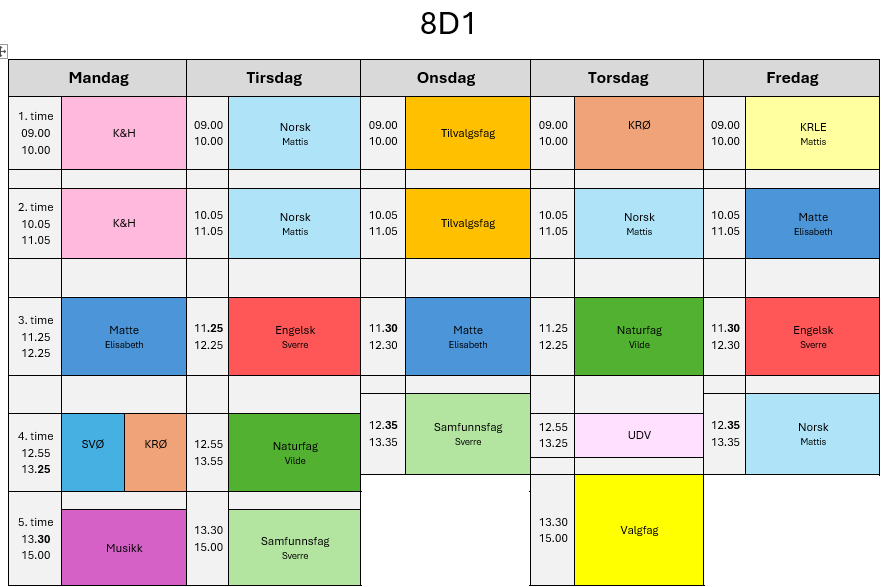 8D1
Mandag
Tirsdag
Onsdag
Torsdag
Fredag
1. time
09.00
10.00
K&H
09.00
10.00
Norsk
Mattis
09.00
10.00
Tilvalgsfag
09.00
10.00
KRØ
09.00
10.00
KRLE
Mattis
2. time
10.05
11.05
K&H
10.05
11.05
Norsk
Mattis
10.05
11.05
Tilvalgsfag
10.05
11.05
Norsk
Mattis
10.05
11.05
Matte
Elisabeth
3. time
11.25
12.25
Matte
Elisabeth
11.25
12.25
Engelsk
Sverre
11.30
12.30
Matte
Elisabeth
11.25
12.25
Naturfag
Vilde
11.30
12.30
Engelsk
Sverre
4. time
12.55
13.25
SVØ
KRØ
12.55
13.55
Naturfag
Vilde
12.35
13.35
Samfunnsfag
Sverre
12.55
13.25
UDV
12.35
13.35
Norsk
Mattis
5. time
13.30
15.00
Musikk
13.30
15.00
Samfunnsfag
Sverre
13.30
15.00
Valgfag